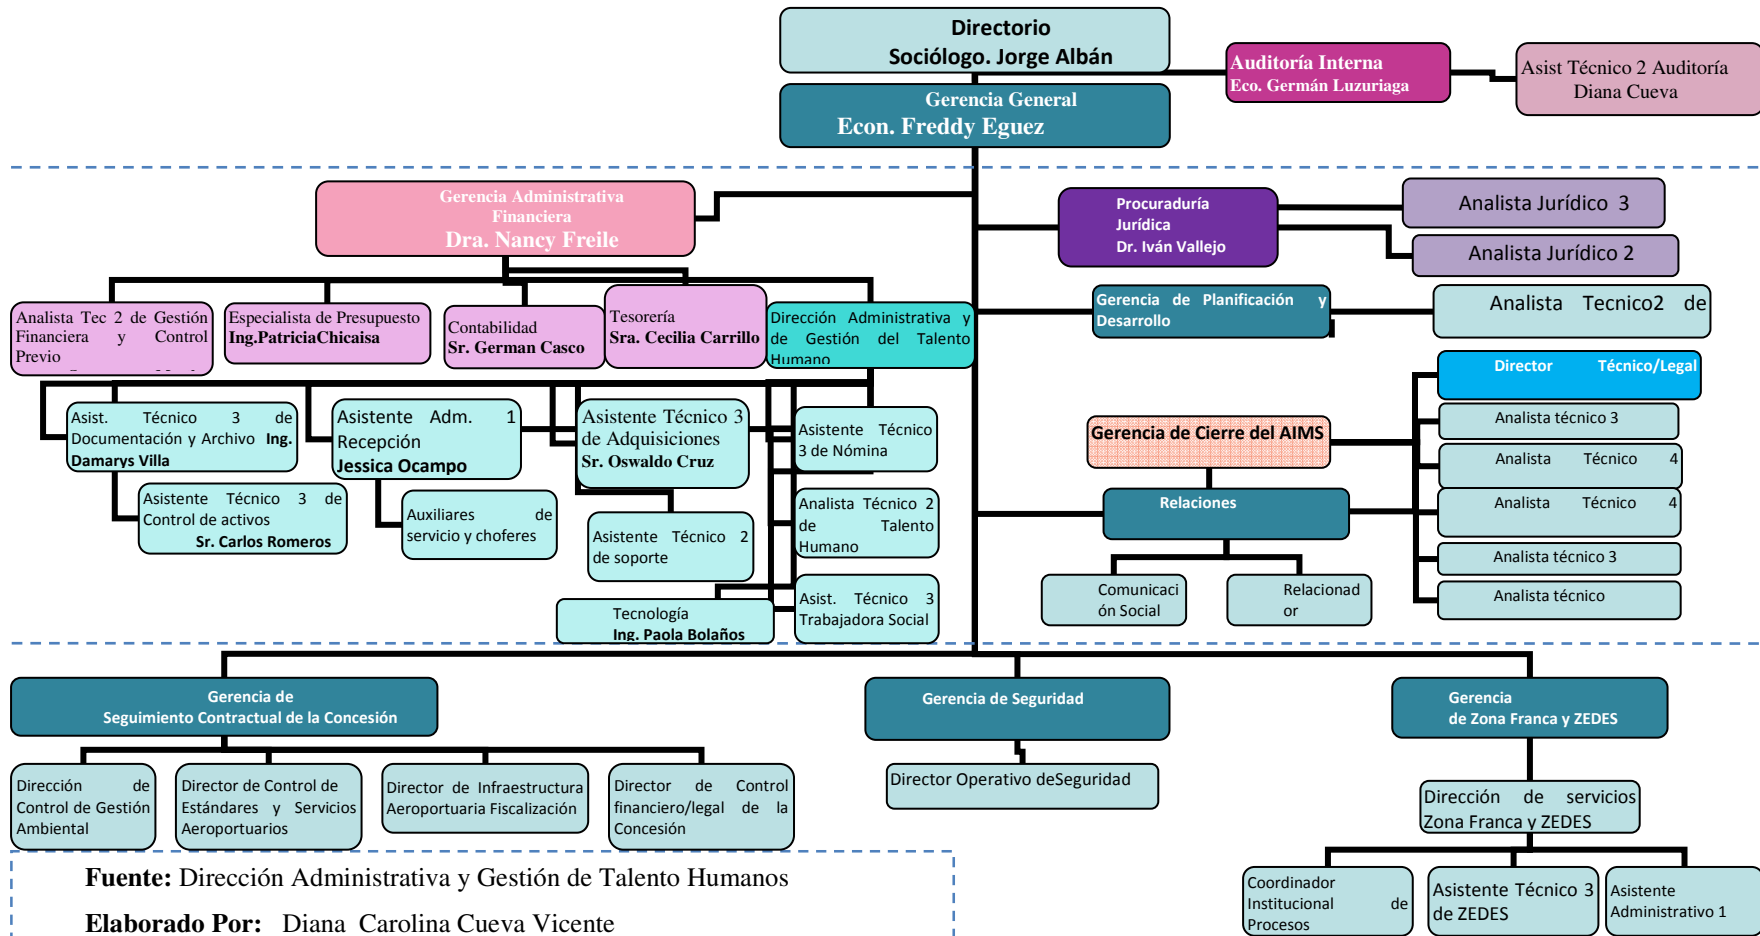 Directorio
Sociólogo. Jorge Albán
Auditoría Interna
Eco. Germán Luzuriaga
Asist Técnico 2 Auditoría
Diana Cueva
Gerencia General
Econ. Freddy Eguez
Gerencia Administrativa
Financiera
Dra. Nancy Freile
Procuraduría
Jurídica
Dr. Iván Vallejo
Analista Jurídico 3
Analista Jurídico 2
Analista Tec 2 de Gestión
Financiera y Control
Previo
Especialista de Presupuesto
Ing.PatriciaChicaisa
Contabilidad
Sr. German Casco
Tesorería
Sra. Cecilia Carrillo
Dirección Administrativa y
de Gestión del Talento
Humano
Gerencia de Planificación y
Desarrollo
Analista Tecnico2 de
Asist. Técnico 3 de
Documentación y Archivo Ing.
Damarys Villa
Asistente Adm. 1
Recepción
Jessica Ocampo
Asistente Técnico 3
de Adquisiciones
Sr. Oswaldo Cruz
Asistente Técnico
3 de Nómina
Gerencia de Cierre del AIMS
Director Técnico/Legal
Analista técnico 3
Analista Técnico 4
Analista Técnico 4
Analista técnico 3
Analista técnico
Asistente Técnico 3 de
Control de activos
Sr. Carlos Romeros
Auxiliares de
servicio y choferes
Asistente Técnico 2
de soporte
Analista Técnico 2
de Talento
Humano
Relaciones
Comunicaci
ón Social
Relacionad
or
Tecnología
Ing. Paola Bolaños
Asist. Técnico 3
Trabajadora Social
Gerencia de
Seguimiento Contractual de la Concesión
Gerencia de Seguridad
Gerencia
de Zona Franca y ZEDES
Dirección de
Control de Gestión
Ambiental
Director de Control de
Estándares y Servicios
Aeroportuarios
Director de Infraestructura
Aeroportuaria Fiscalización
Director de Control
financiero/legal de la
Concesión
Director Operativo deSeguridad
Dirección de servicios
Zona Franca y ZEDES
Coordinador
Institucional de
Procesos
Asistente Técnico 3
de ZEDES
Asistente
Administrativo 1
Fuente: Dirección Administrativa y Gestión de Talento Humanos
Elaborado Por: Diana Carolina Cueva Vicente